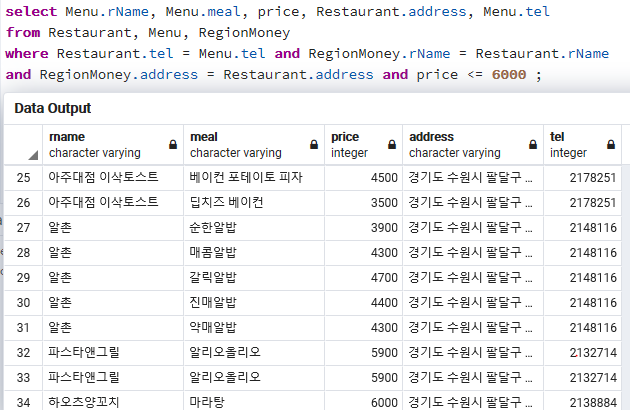 select Menu.rName, Menu.meal, price, Restaurant.address, Menu.tel
from Restaurant, Menu, RegionMoney
where Restaurant.tel = Menu.tel and RegionMoney.rName = Restaurant.rName
and RegionMoney.address = Restaurant.address and price <= 6000 ;
Data Output
rname meal price address tel
character varying character varying integer character varying integer
25 아주대점 이삭토스트 베이컨 포테이토 피자 4500 경기도 수원시 팔달구 ... 2178251
26 아주대점 이삭토스트 딥치즈 베이컨 3500 경기도 수원시 팔달구 ... 2178251
27 알촌 순한알밥 3900 경기도 수원시 팔달구 ... 2148116
28 알촌 매콤알밥 4300 경기도 수원시 팔달구 ... 2148116
29 알촌 갈릭알밥 4700 경기도 수원시 팔달구 ... 2148116
30 알촌 진매알밥 4400 경기도 수원시 팔달구 ... 2148116
31 알촌 약매알밥 4300 경기도 수원시 팔달구 ... 2148116
32 파스타앤그릴 알리오올리오 5900 경기도 수원시 팔달구 ... 2132714
33 파스타앤그릴 알리오올리오 5900 경기도 수원시 팔달구 ... 2132714
34 하오츠양꼬치 마라탕 6000 경기도 수원시 팔달구 ... 2138884